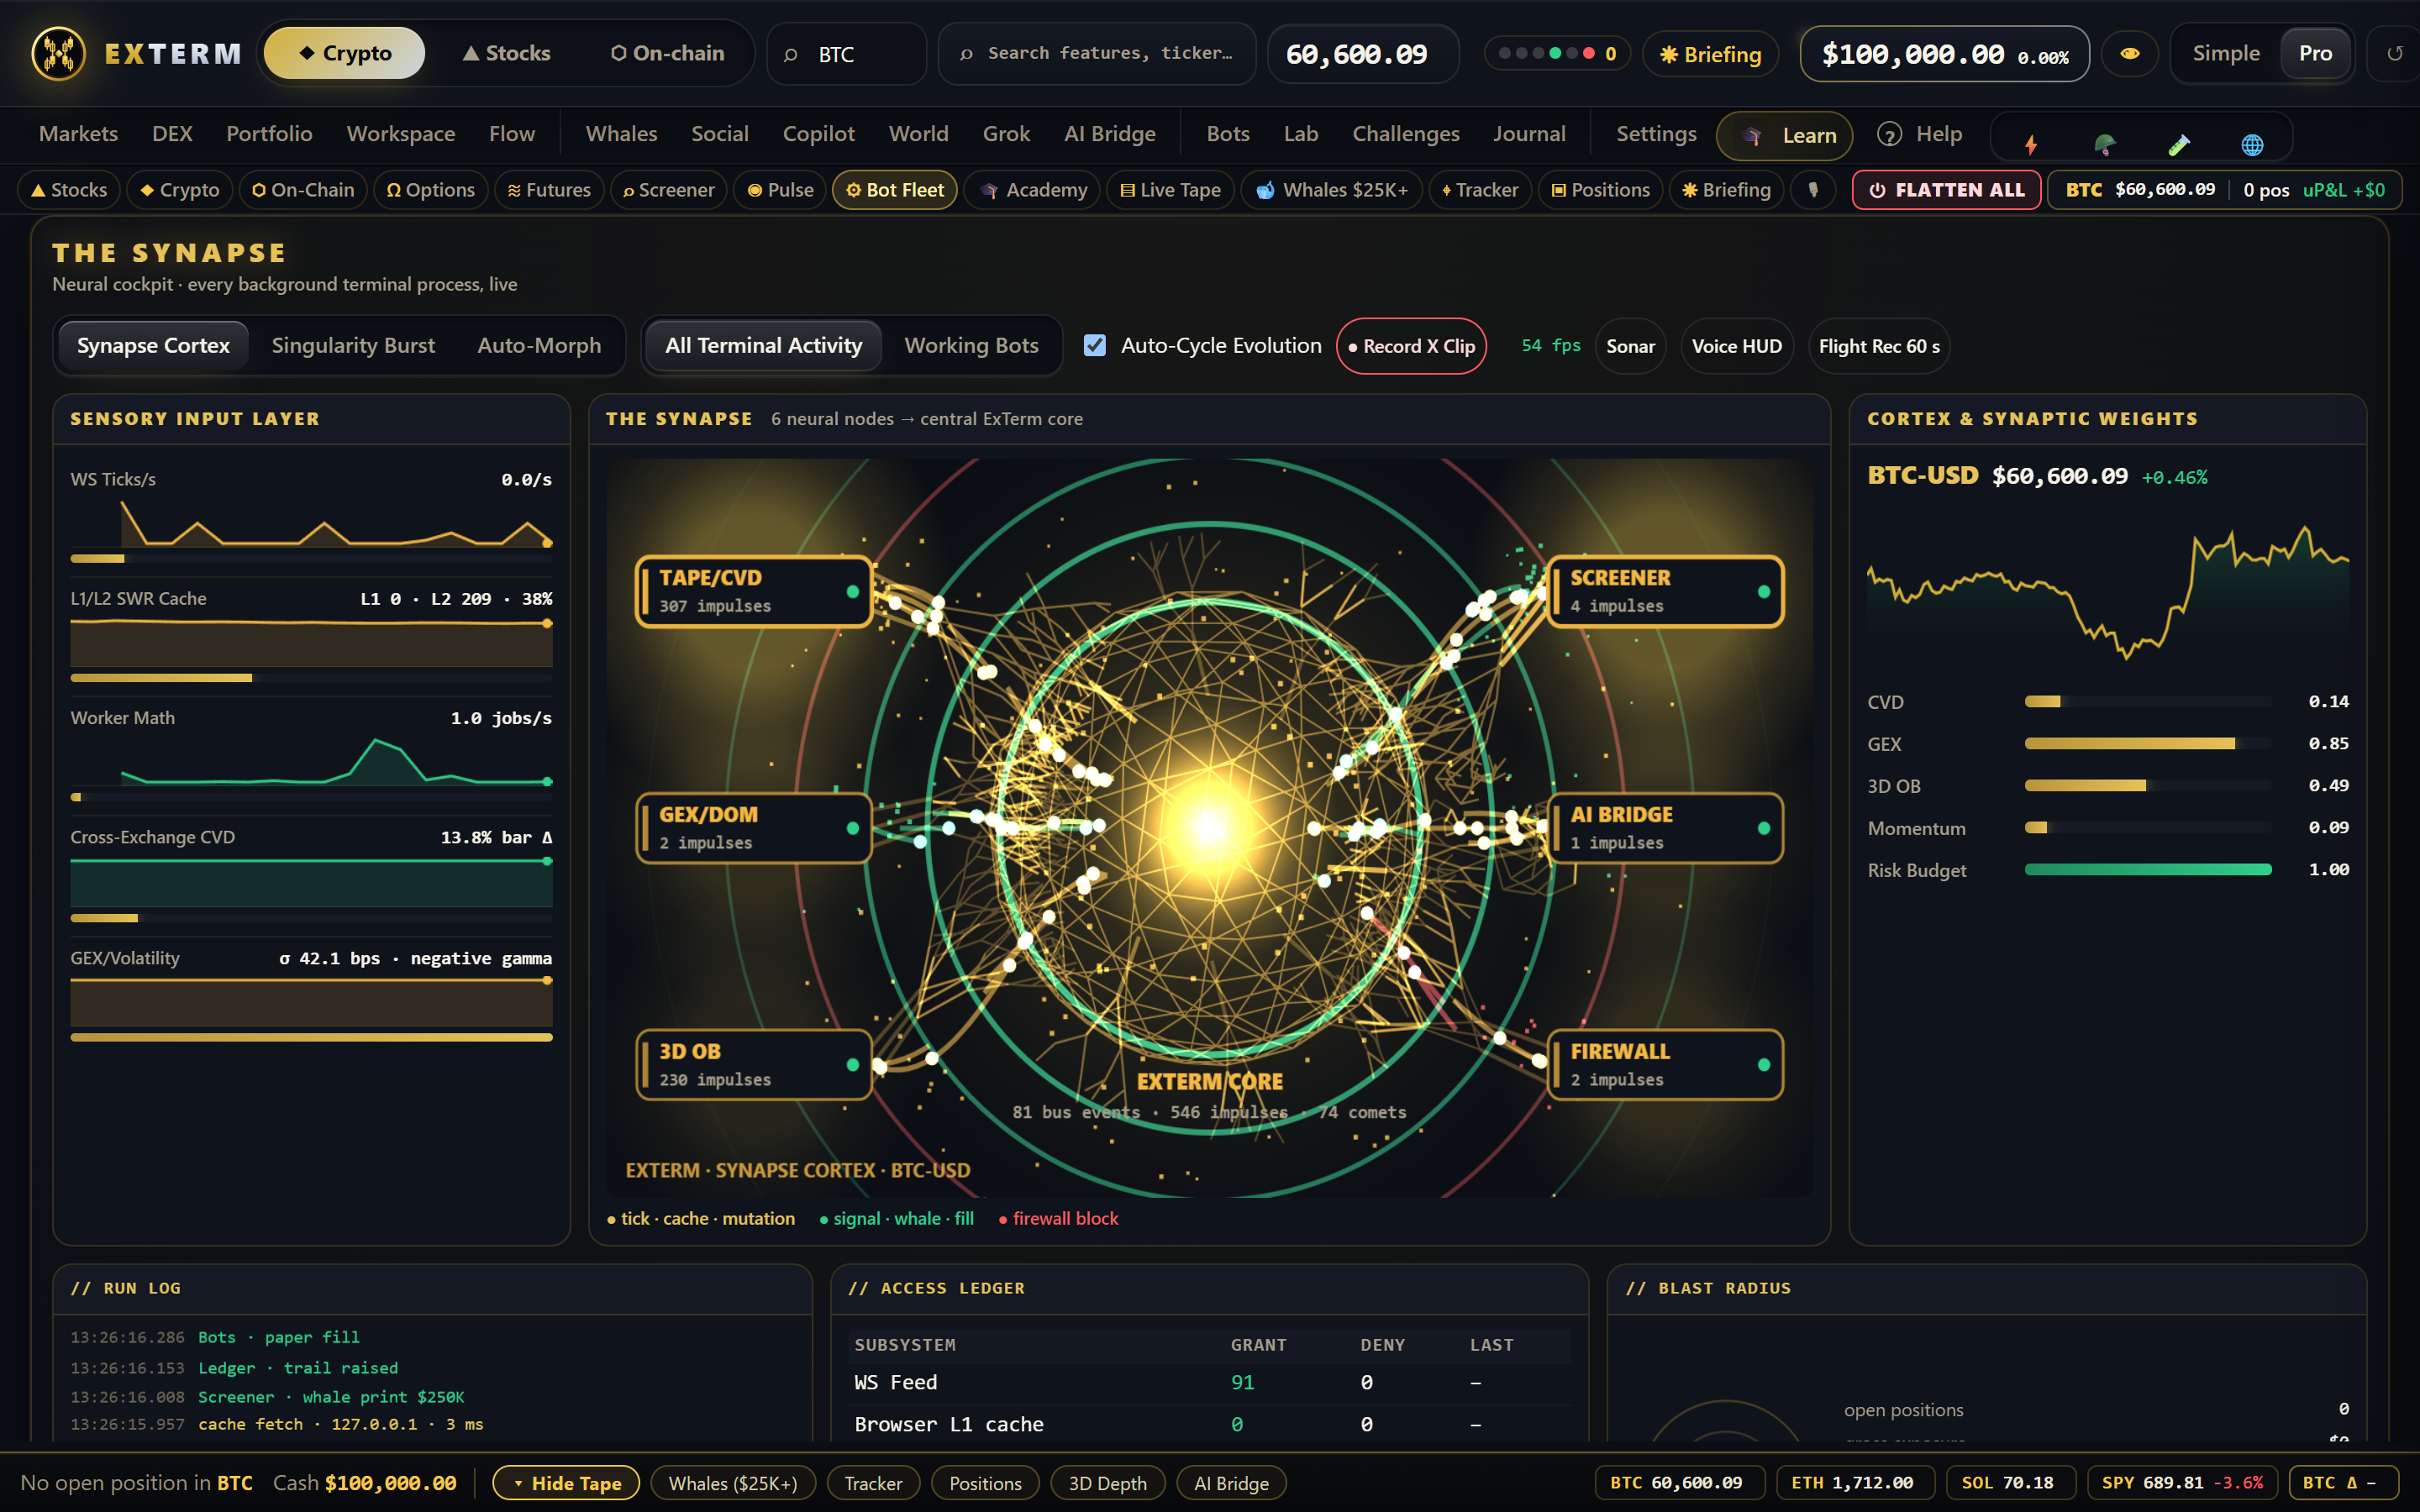 EXTERM
◆ Crypto ▲ Stocks ⬡ On-chain
BTC
Search features, ticker…
60,600.09
0
Briefing
$100,000.00 0.00%
Simple Pro
Markets DEX Portfolio Workspace Flow Whales Social Copilot World Grok AI Bridge Bots Lab Challenges Journal Settings Learn ? Help
Stocks Crypto On-Chain Options Futures Screener Pulse Bot Fleet Academy Live Tape Whales $25K+ Tracker Positions Briefing FLATTEN ALL BTC $60,600.09 0 pos uP&L +$0
THE SYNAPSE
Neural cockpit · every background terminal process, live
Synapse Cortex Singularity Burst Auto-Morph All Terminal Activity Working Bots Auto-Cycle Evolution ● Record X Clip 54 fps Sonar Voice HUD Flight Rec 60 s
SENSORY INPUT LAYER
WS Ticks/s 0.0/s
L1/L2 SWR Cache L1 0 · L2 209 · 38%
Worker Math 1.0 jobs/s
Cross-Exchange CVD 13.8% bar Δ
GEX/Volatility σ 42.1 bps · negative gamma
THE SYNAPSE 6 neural nodes → central ExTerm core
TAPE/CVD
307 impulses
SCREENER
4 impulses
GEX/DOM
2 impulses
AI BRIDGE
1 impulses
3D OB
230 impulses
FIREWALL
2 impulses
EXTERM CORE
81 bus events · 546 impulses · 74 comets
EXTERM · SYNAPSE CORTEX · BTC-USD
● tick · cache · mutation ● signal · whale · fill ● firewall block
CORTEX & SYNAPTIC WEIGHTS
BTC-USD $60,600.09 +0.46%
CVD 0.14
GEX 0.85
3D OB 0.49
Momentum 0.09
Risk Budget 1.00
// RUN LOG
13:26:16.286 Bots · paper fill
13:26:16.153 Ledger · trail raised
13:26:16.008 Screener · whale print $250K
13:26:15.957 cache fetch · 127.0.0.1 · 3 ms
// ACCESS LEDGER
SUBSYSTEM GRANT DENY LAST
WS Feed 91 0 –
Browser L1 cache 0 0 –
// BLAST RADIUS
open positions 0
No open position in BTC Cash $100,000.00 ▾ Hide Tape Whales ($25K+) Tracker Positions 3D Depth AI Bridge BTC 60,600.09 ETH 1,712.00 SOL 70.18 SPY 689.81 -3.6% BTC Δ –